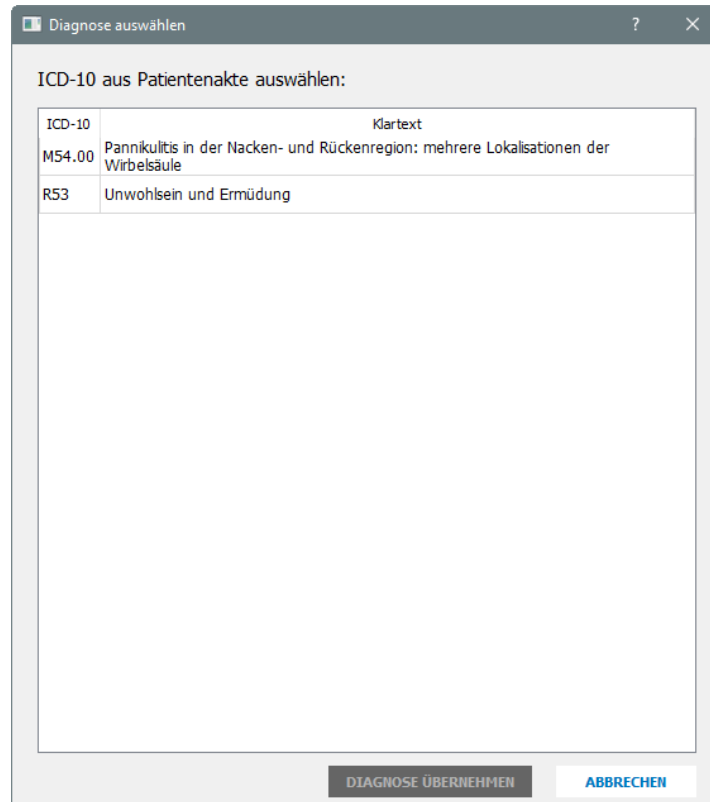 Diagnose auswählen
?
ICD-10 aus Patientenakte auswählen:
ICD-10 Klartext
M54.00 Pannikulitis in der Nacken- und Rückenregion: mehrere Lokalisationen der
Wirbelsäule
R53 Unwohlsein und Ermüdung
DIAGNOSE ÜBERNEHMEN ABBRECHEN